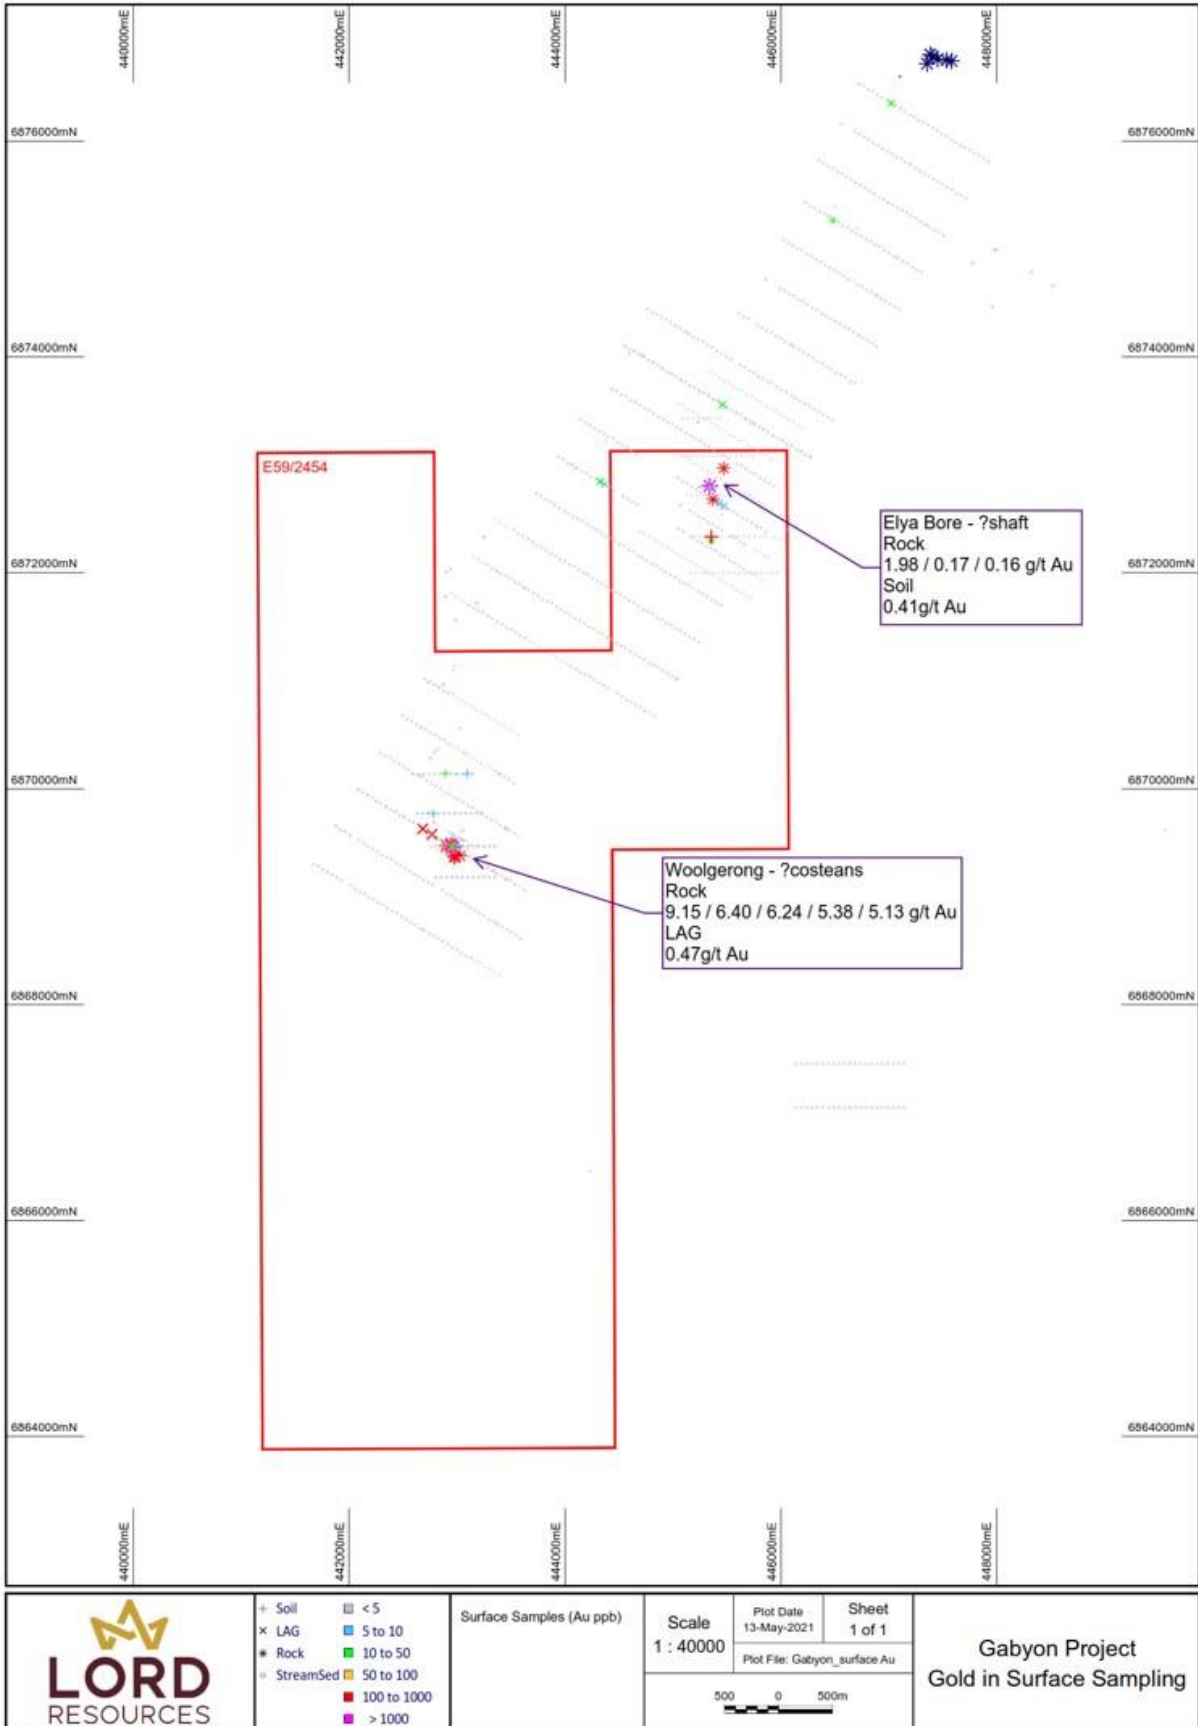 440000mE
442000mE
444000mE
446000mE
448000mE
6876000mN
6876000mN
6874000mN
6874000mN
E59/2454
Elya Bore - ?shaft
Rock
1.98 / 0.17 / 0.16 g/t Au
Soil
0.41g/t Au
6872000mN
6872000mN
6870000mN
6870000mN
Woolgerong - ?costeans
Rock
9.15 / 6.40 / 6.24 / 5.38 / 5.13 g/t Au
LAG
0.47g/t Au
6868000mN
6868000mN
6866000mN
6866000mN
6864000mN
6864000mN
440000mE
442000mE
444000mE
446000mE
448000mE
LORD
RESOURCES
Soil
LAG
Rock
StreamSed
< 5
5 to 10
10 to 50
50 to 100
100 to 1000
> 1000
Surface Samples (Au ppb)
Scale
1 : 40000
Plot Date
13-May-2021
Sheet
1 of 1
Plot File: Gabyon_surface Au
500 0 500m
Gabyon Project
Gold in Surface Sampling